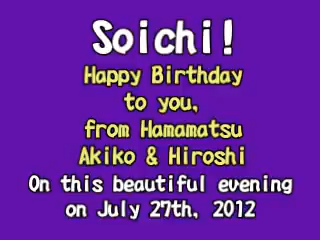 Soichi!
Happy Birthday
to you,
from Hamamatsu
Akiko & Hiroshi
On this beautiful evening
on July 27th, 2012